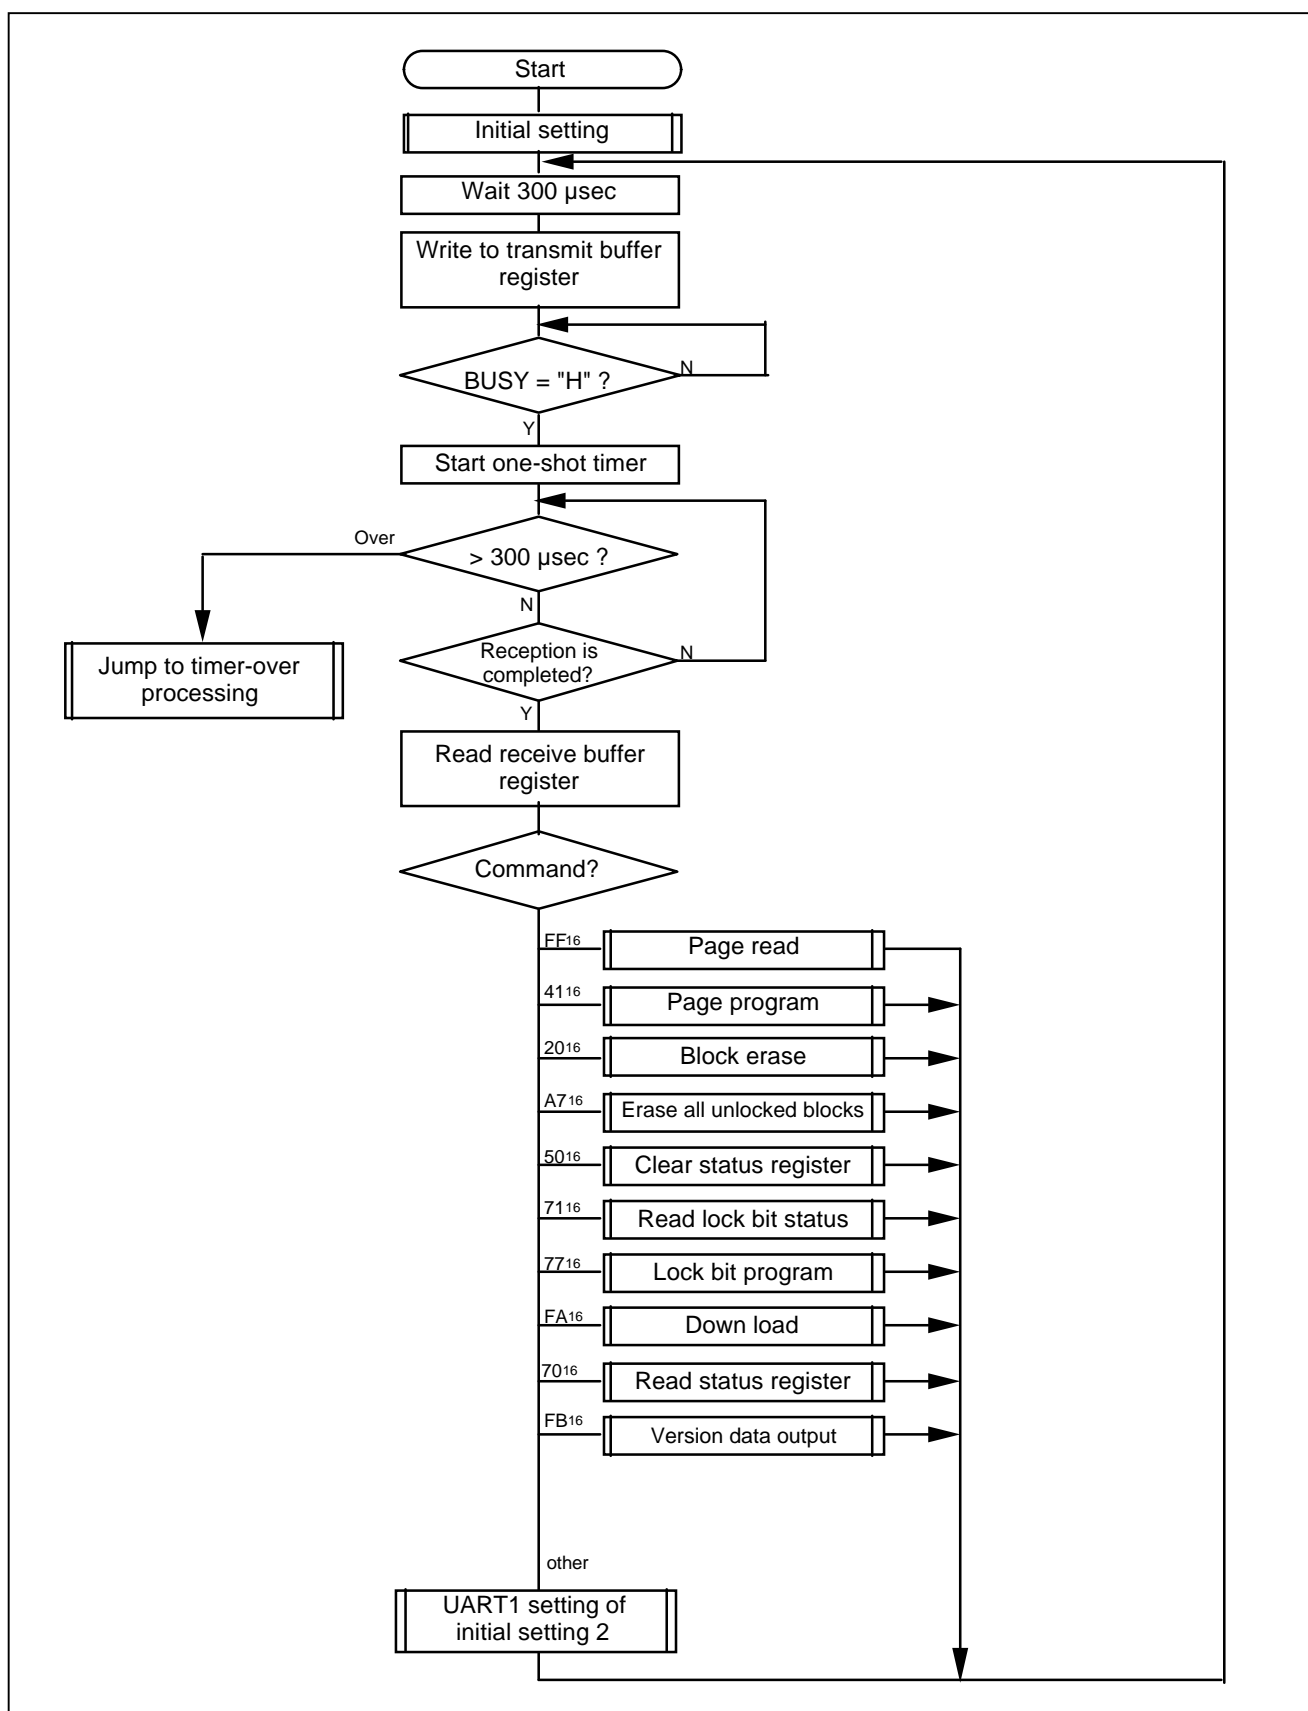 Start
Initial setting
Wait 300 µsec
Write to transmit buffer
register
BUSY = "H" ?
N
Y
Start one-shot timer
Over
> 300 µsec ?
N
Reception is
completed?
N
Jump to timer-over
processing
Y
Read receive buffer
register
Command?
FF16 Page read
4116 Page program
2016 Block erase
A716 Erase all unlocked blocks
5016 Clear status register
7116 Read lock bit status
7716 Lock bit program
FA16 Down load
7016 Read status register
FB16 Version data output
other
UART1 setting of
initial setting 2